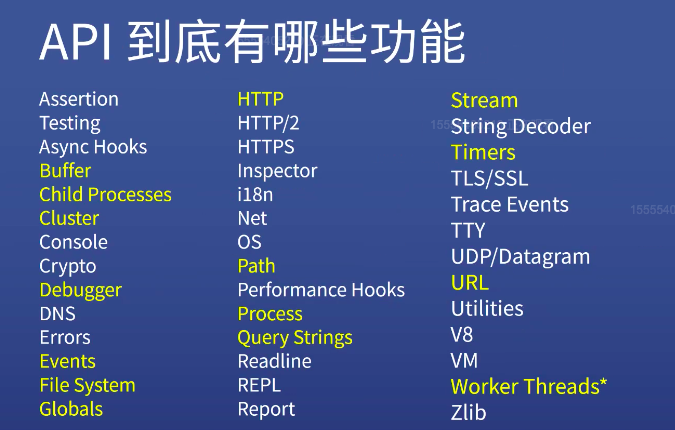 API 到底有哪些功能
Assertion
Testing
Async Hooks
Buffer
Child Processes
Cluster
Console
Crypto
Debugger
DNS
Errors
Events
File System
Globals
HTTP
HTTP/2
HTTPS
Inspector
i18n
Net
OS
Path
Performance Hooks
Process
Query Strings
Readline
REPL
Report
Stream
String Decoder
Timers
TLS/SSL
Trace Events
TTY
UDP/Datagram
URL
Utilities
V8
VM
Worker Threads*
Zlib